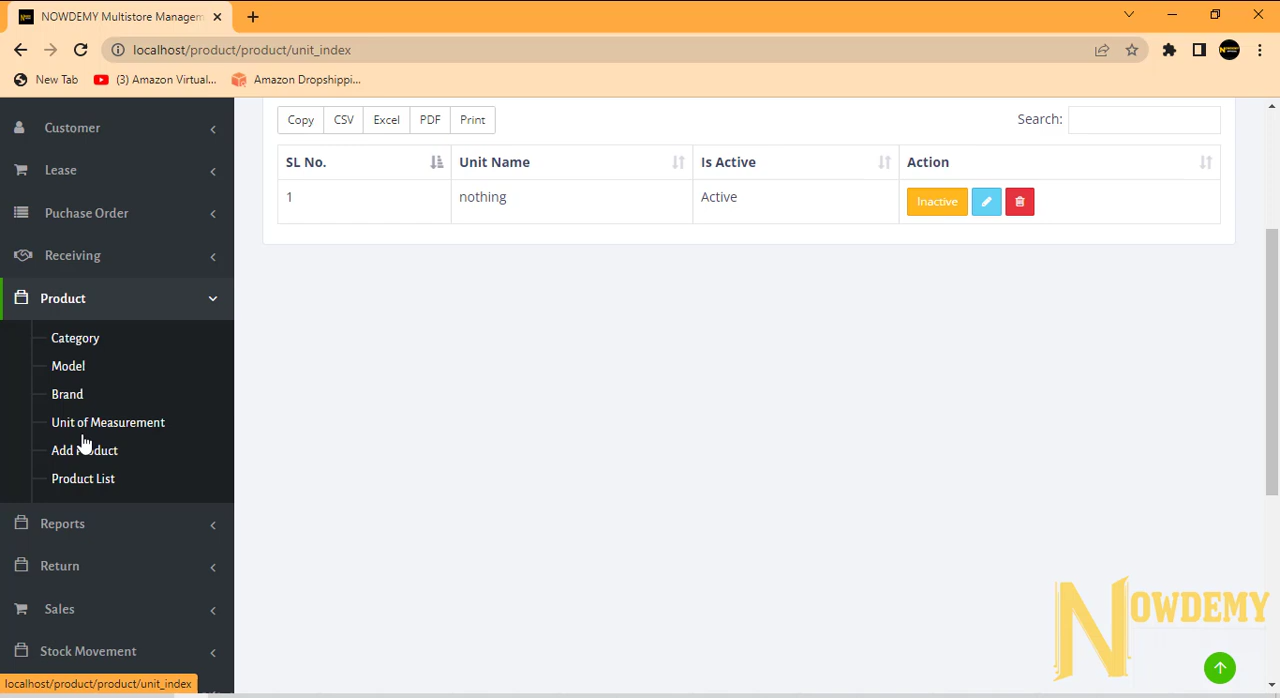 NOWDEMY Multistore Managem
localhost/product/product/unit_index
New Tab
(3) Amazon Virtual...
Amazon Dropshippi...
Customer
Lease
Puchase Order
Receiving
Product
Category
Model
Brand
Unit of Measurement
Add Product
Product List
Reports
Return
Sales
Stock Movement
Copy CSV Excel PDF Print
Search:
SL No. Unit Name Is Active Action
1 nothing Active Inactive
NOWDEMY
localhost/product/product/unit_index